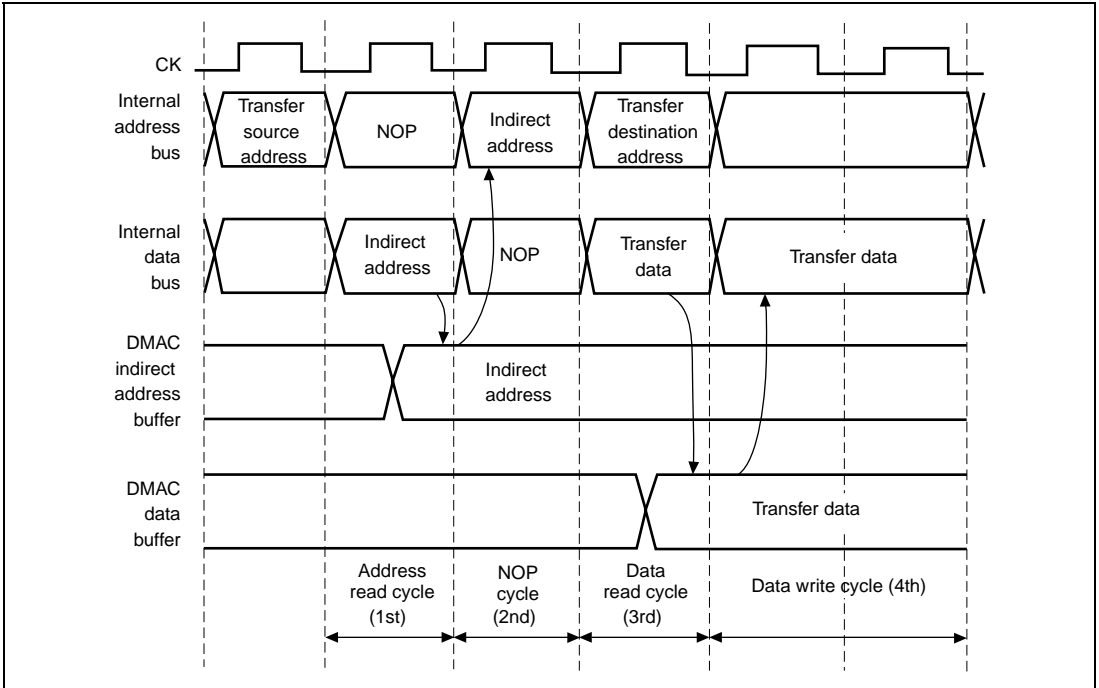 CK
Internal
address
bus
Transfer
source
address
NOP
Indirect
address
Transfer
destination
address
Internal
data
bus
Indirect
address
NOP
Transfer
data
Transfer data
DMAC
indirect
address
buffer
Indirect
address
DMAC
data
buffer
Transfer data
Address
read cycle
(1st)
NOP
cycle
(2nd)
Data
read cycle
(3rd)
Data write cycle (4th)